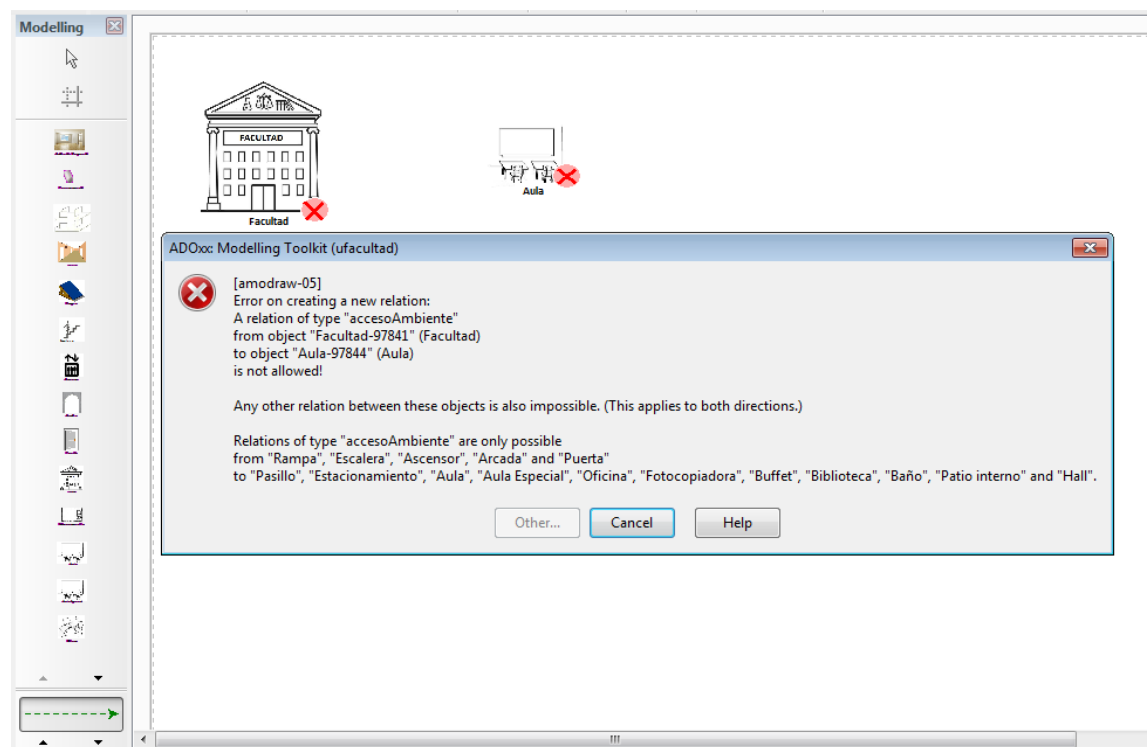 Modelling
FACULTAD
Facultad
Aula
ADOxx: Modelling Toolkit (ufacultad)
[amodraw-05]
Error on creating a new relation:
A relation of type "accesoAmbiente"
from object "Facultad-97841" (Facultad)
to object "Aula-97844" (Aula)
is not allowed!
Any other relation between these objects is also impossible. (This applies to both directions.)
Relations of type "accesoAmbiente" are only possible
from "Rampa", "Escalera", "Ascensor", "Arcada" and "Puerta"
to "Pasillo", "Estacionamiento", "Aula", "Aula Especial", "Oficina", "Fotocopiadora", "Buffet", "Biblioteca", "Baño", "Patio interno" and "Hall".
Other...
Cancel
Help